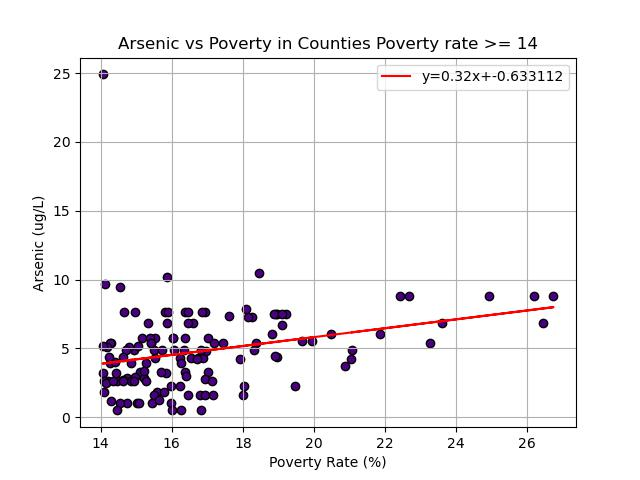 Arsenic vs Poverty in Counties Poverty rate >= 14
y=0.32x+-0.633112
Arsenic (ug/L)
25
20
15
10
5
0
14 16 18 20 22 24 26
Poverty Rate (%)